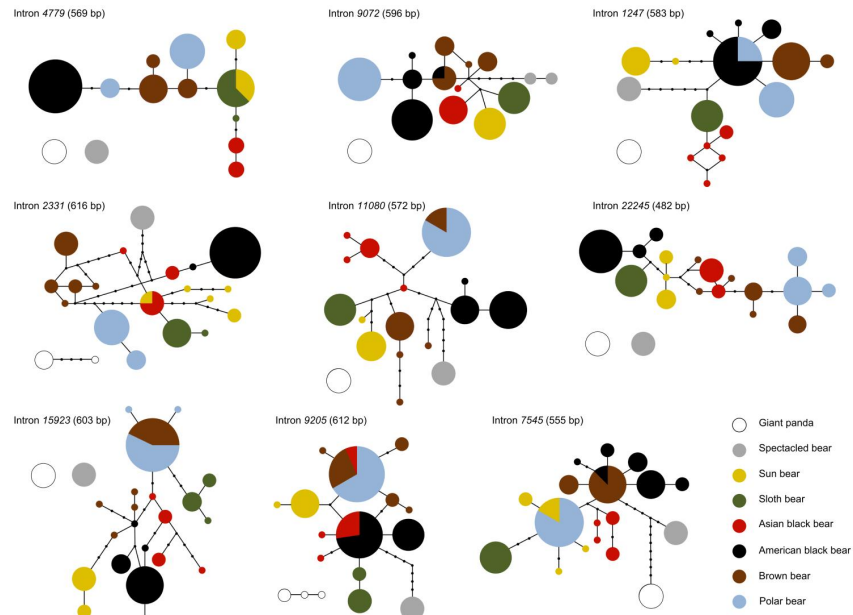 Intron 4779 (569 bp)
Intron 9072 (596 bp)
Intron 1247 (583 bp)
Intron 2331 (616 bp)
Intron 11080 (572 bp)
Intron 22245 (482 bp)
Intron 15923 (603 bp)
Intron 9205 (612 bp)
Intron 7545 (555 bp)
Giant panda
Spectacled bear
Sun bear
Sloth bear
Asian black bear
American black bear
Brown bear
Polar bear